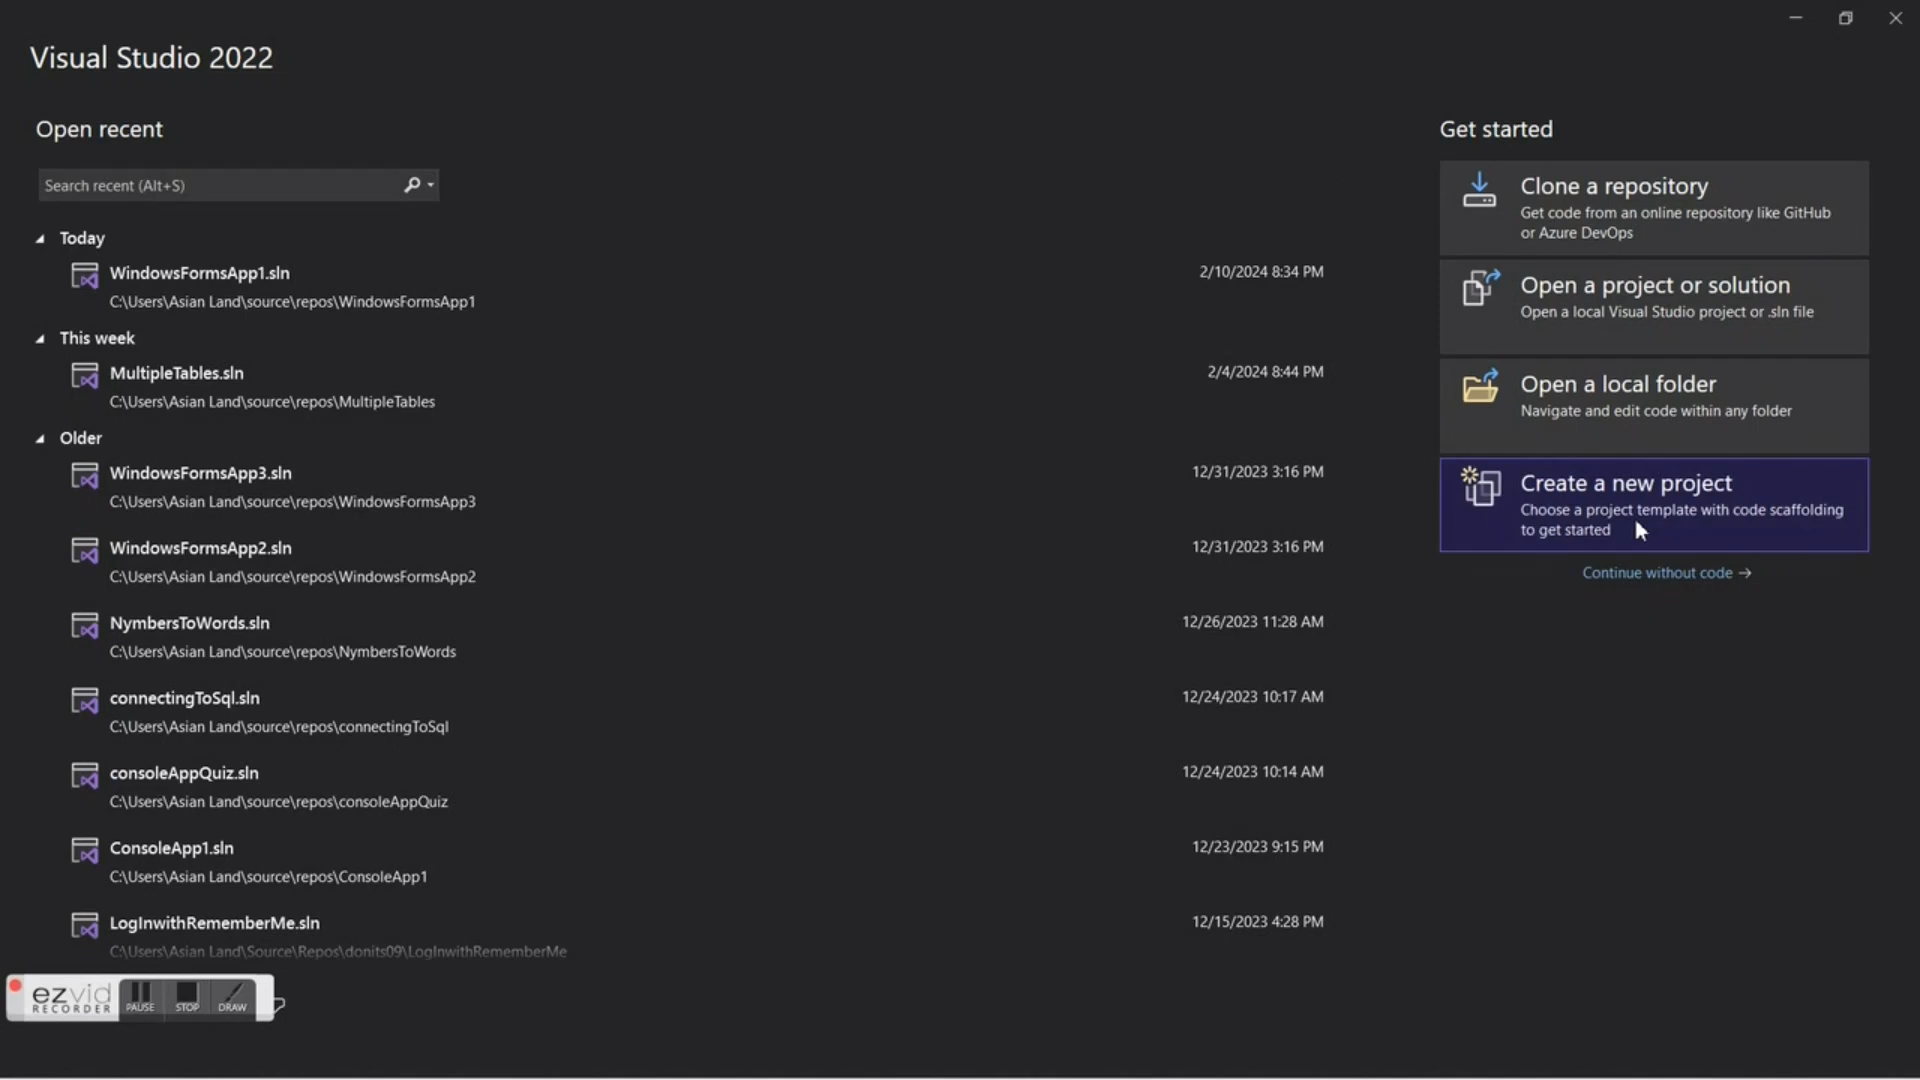 Visual Studio 2022
Open recent
Search recent (Alt+S)
Today
WindowsFormsApp1.sln
2/10/2024 8:34 PM
C:\Users\Asian Land\source\repos\WindowsFormsApp1
This week
MultipleTables.sln
2/4/2024 8:44 PM
C:\Users\Asian Land\source\repos\MultipleTables
Older
WindowsFormsApp3.sln
12/31/2023 3:16 PM
C:\Users\Asian Land\source\repos\WindowsFormsApp3
WindowsFormsApp2.sln
12/31/2023 3:16 PM
C:\Users\Asian Land\source\repos\WindowsFormsApp2
NymbersToWords.sln
12/26/2023 11:28 AM
C:\Users\Asian Land\source\repos\NymbersToWords
connectingToSql.sln
12/24/2023 10:17 AM
C:\Users\Asian Land\source\repos\connectingToSql
consoleAppQuiz.sln
12/24/2023 10:14 AM
C:\Users\Asian Land\source\repos\consoleAppQuiz
ConsoleApp1.sln
12/23/2023 9:15 PM
C:\Users\Asian Land\source\repos\ConsoleApp1
LogInwithRememberMe.sln
12/15/2023 4:28 PM
C:\Users\Asian Land\Source\Repos\donits09\LogInwithRememberMe
Get started
Clone a repository
Get code from an online repository like GitHub
or Azure DevOps
Open a project or solution
Open a local Visual Studio project or .sln file
Open a local folder
Navigate and edit code within any folder
Create a new project
Choose a project template with code scaffolding
to get started
Continue without code →
ezvid
RECORDER
PAUSE
STOP
DRAW